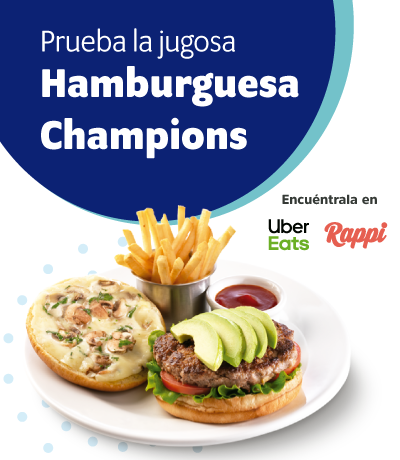 Prueba la jugosa
Hamburguesa
Champions
Encuéntrala en
Uber
Eats
Rappi